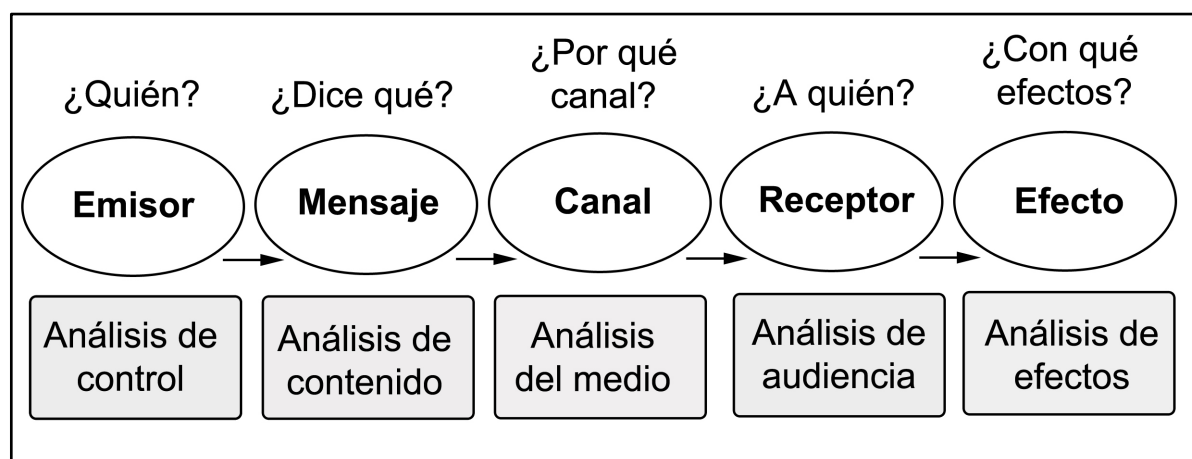 ¿Quién?
¿Dice qué?
¿Por qué
canal?
¿A quién?
¿Con qué
efectos?
Emisor
Mensaje
Canal
Receptor
Efecto
Análisis de
control
Análisis de
contenido
Análisis
del medio
Análisis de
audiencia
Análisis de
efectos